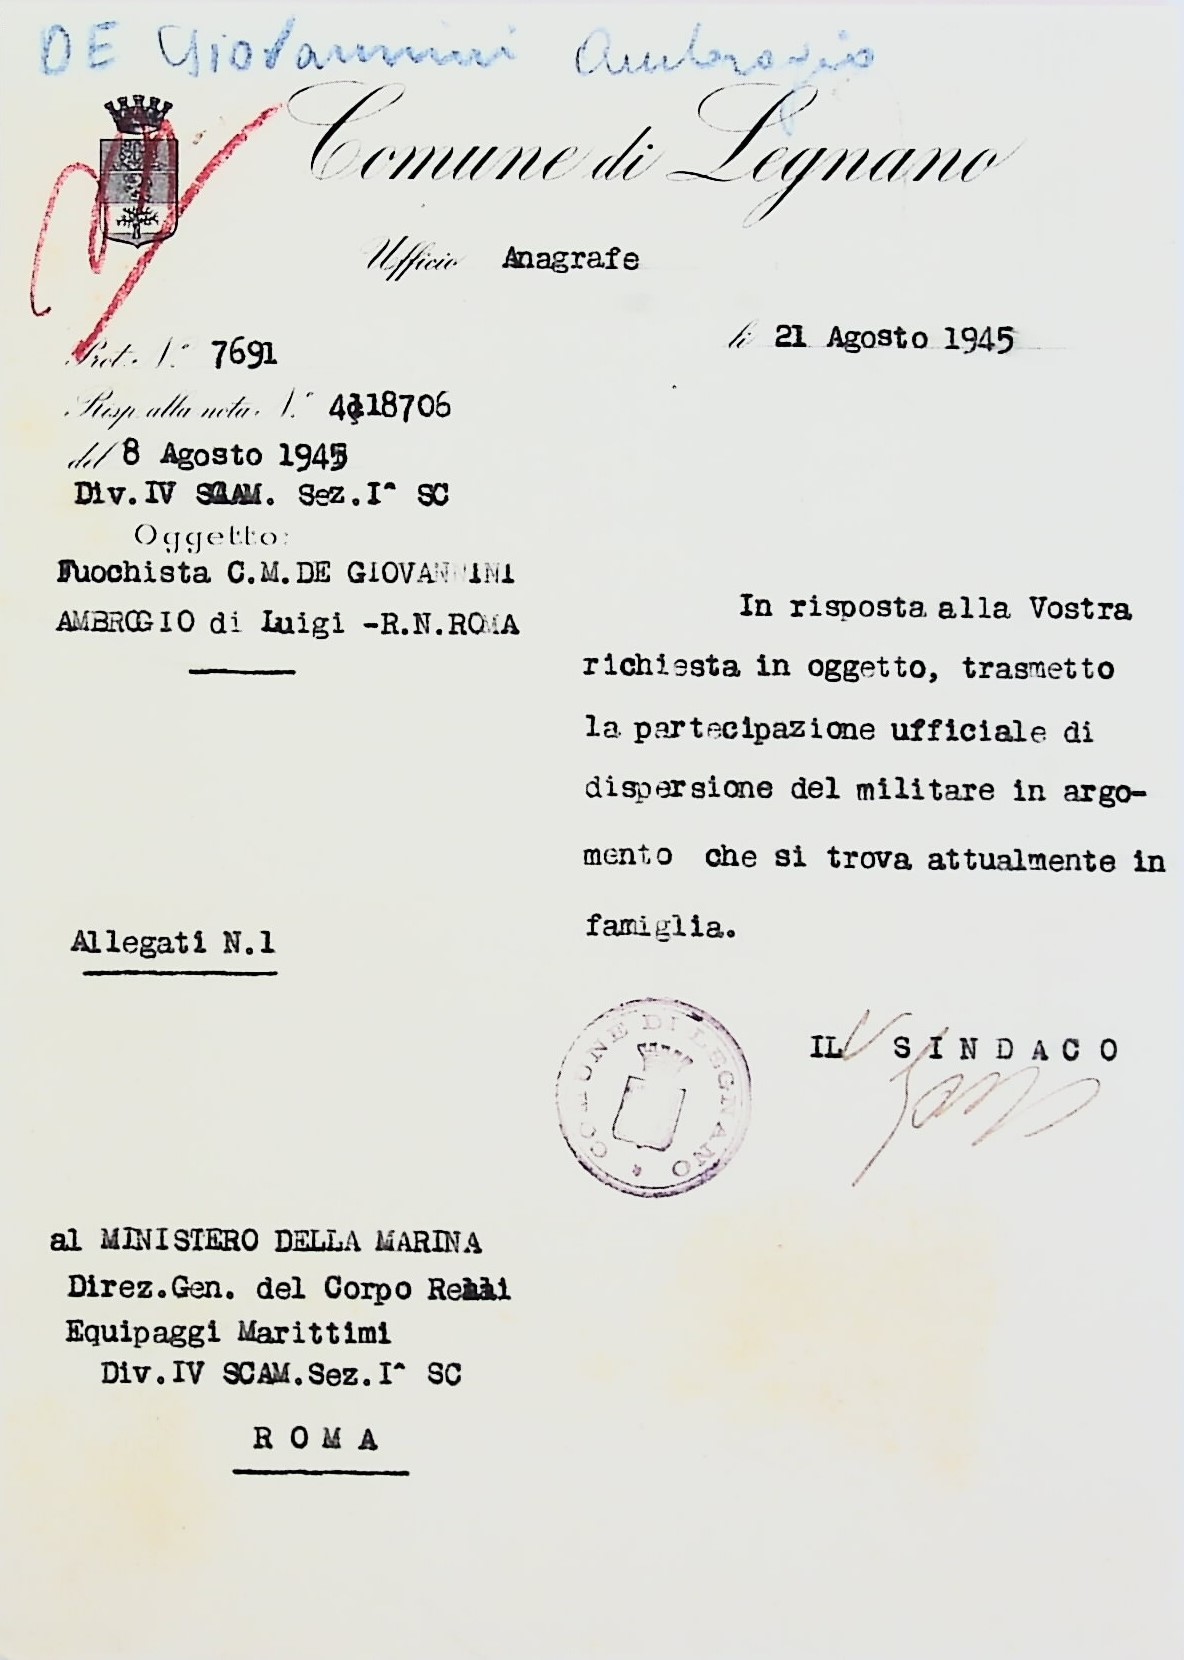 DE Giovannini Ambrogio
Comune di Legnano
Ufficio Anagrafe
lì 21 Agosto 1945
Prot. N.° 7691
Risp. alla nota N.° 18706
del 8 Agosto 1945
Div.IV SCAM. Sez.I^ SC
Oggetto:
Fuochista C.M.DE GIOVANNINI
AMBROGIO di Luigi -R.N.ROMA
In risposta alla Vostra
richiesta in oggetto, trasmetto
la partecipazione ufficiale di
dispersione del militare in argo-
mento che si trova attualmente in
famiglia.
Allegati N.1
COMUNE DI LEGNANO
IL SINDACO
al MINISTERO DELLA MARINA
Direz.Gen. del Corpo
Equipaggi Marittimi
Div.IV SCAM.Sez.I^ SC
R O M A